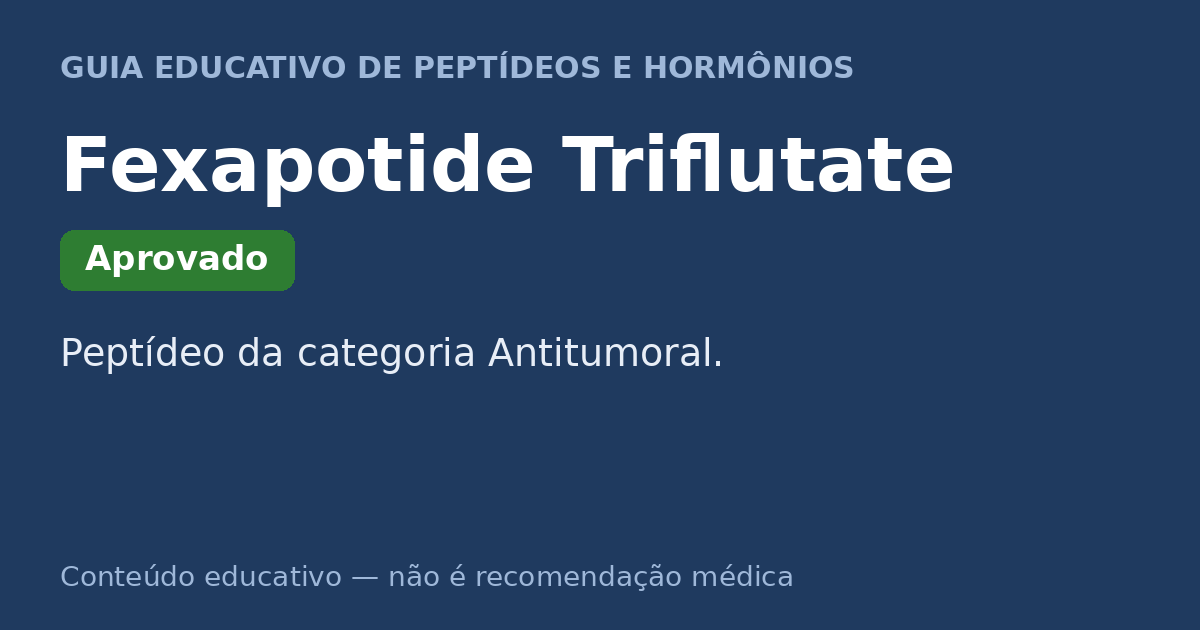 GUIA EDUCATIVO DE PEPTÍDEOS E HORMÔNIOS
Fexapotide Triflutate
Aprovado
Peptídeo da categoria Antitumoral.
Conteúdo educativo — não é recomendação médica